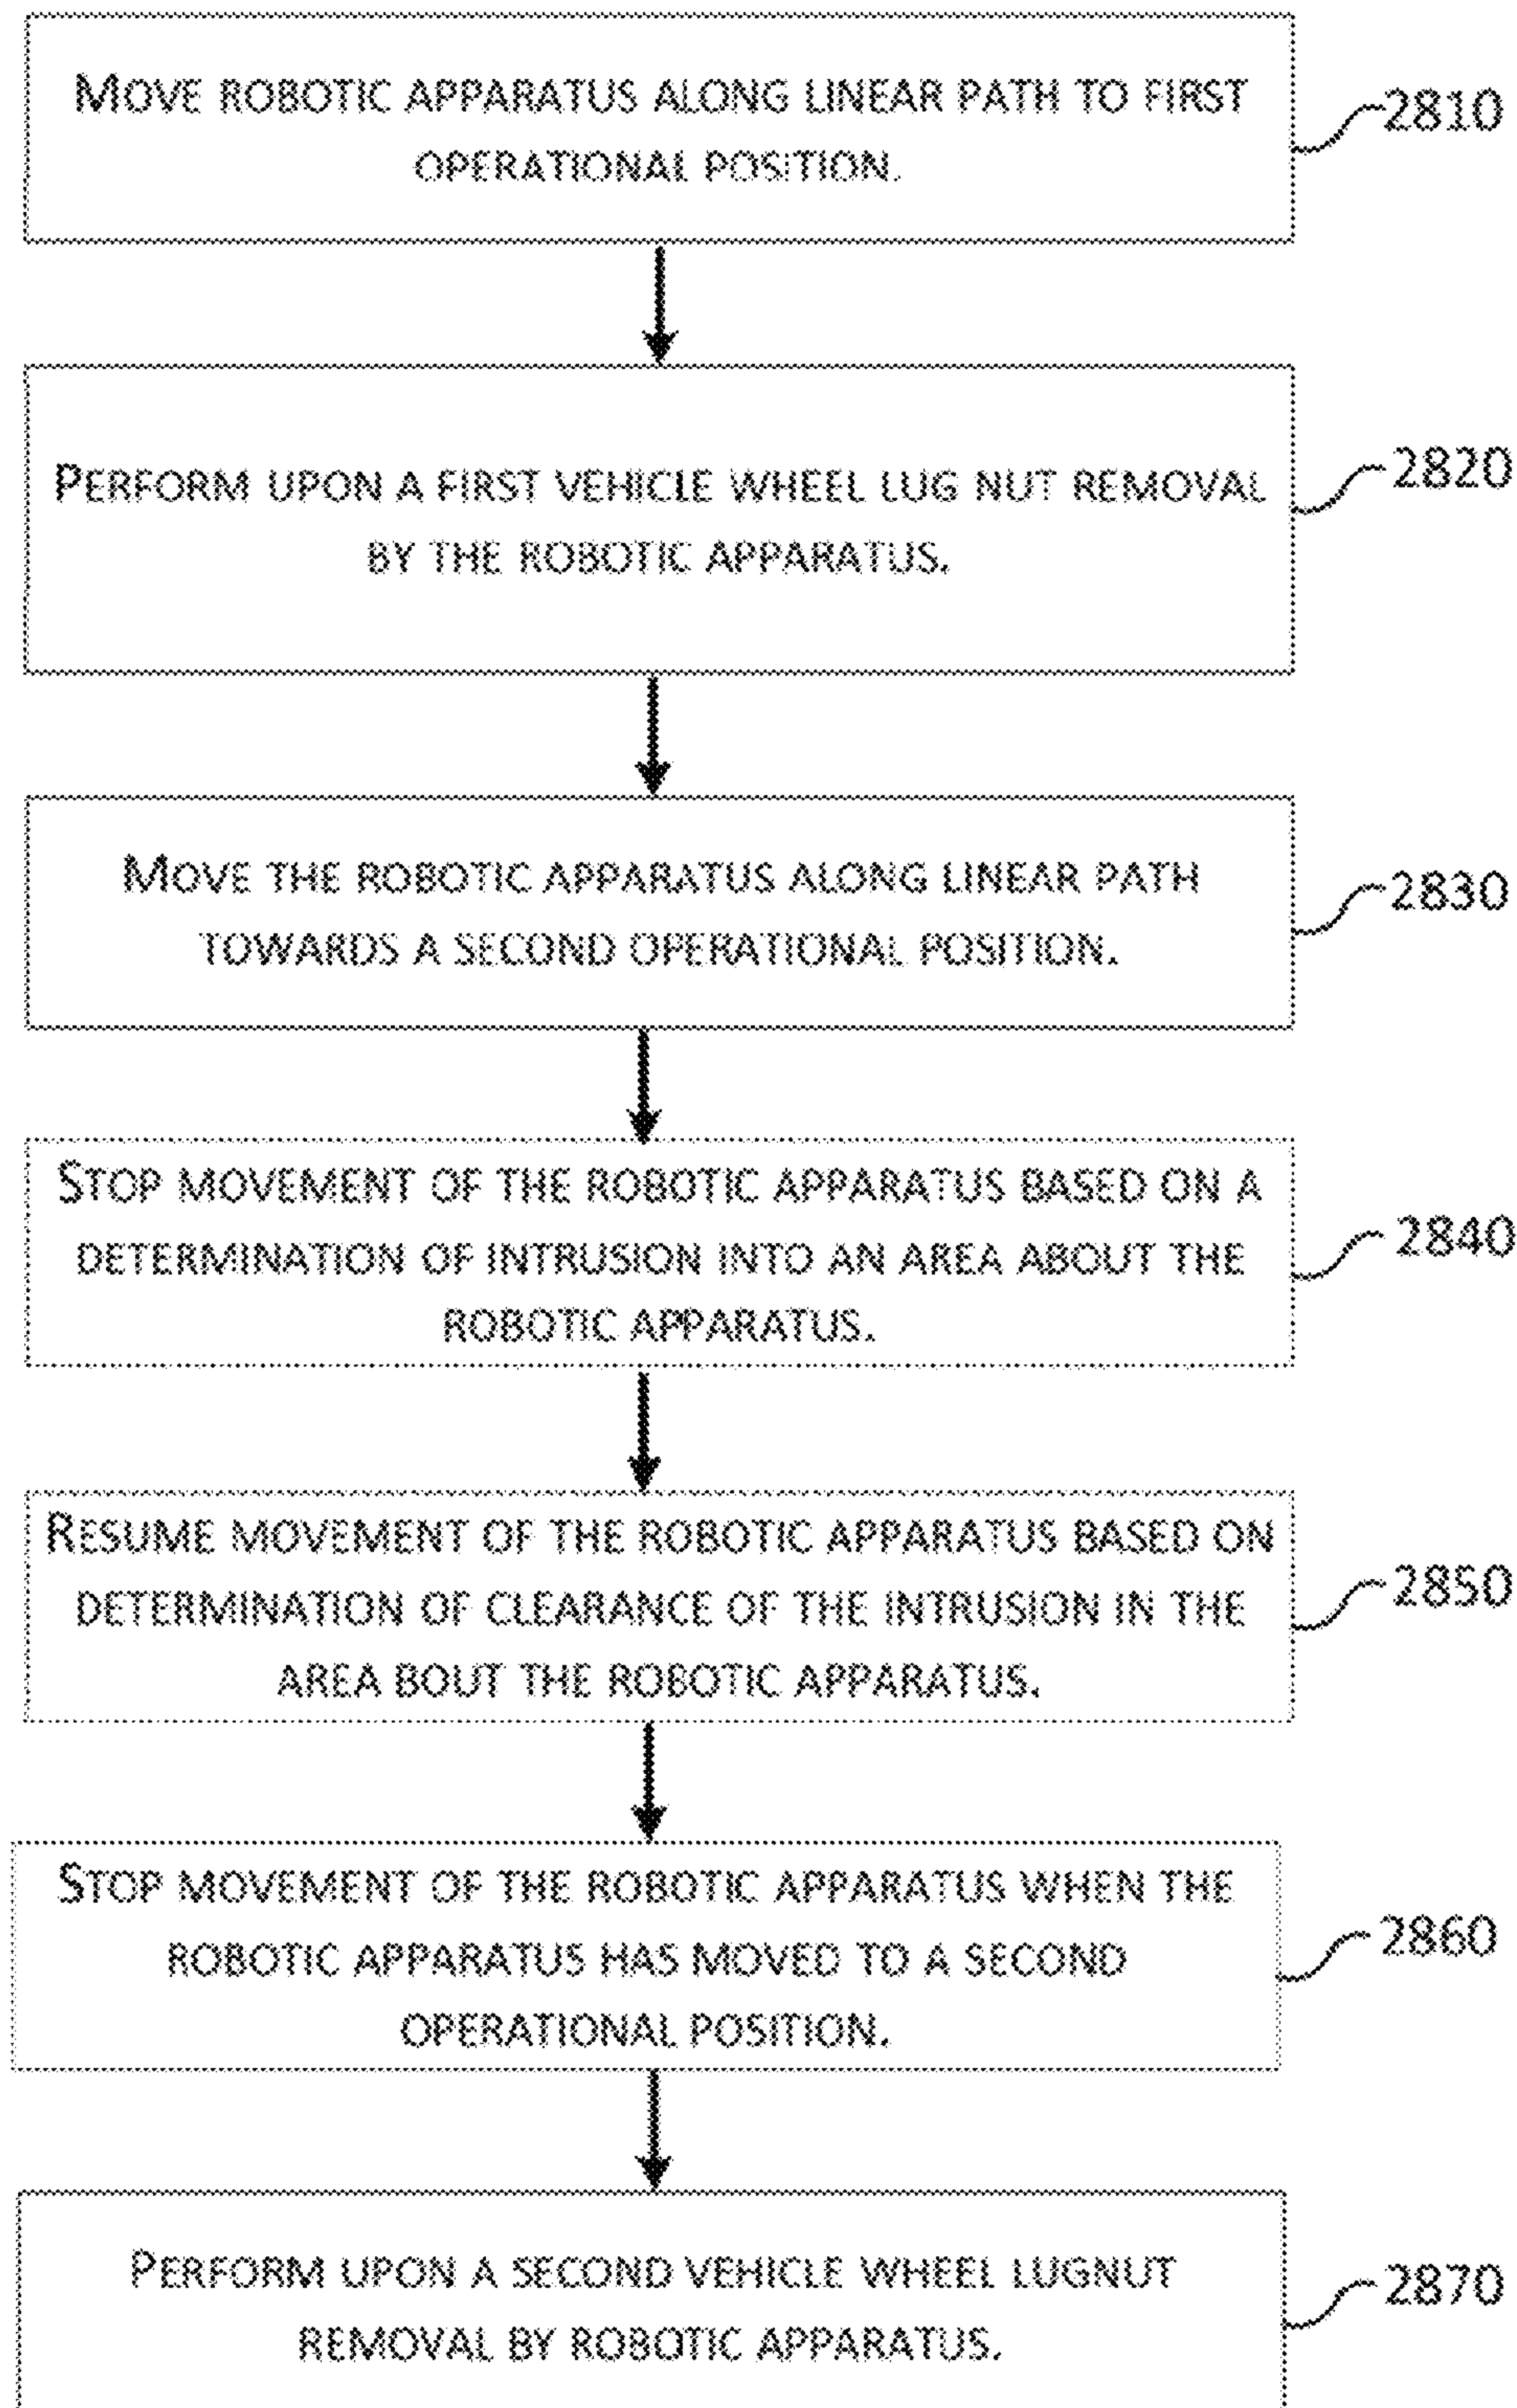 MOVE ROBOTIC APPARATUS ALONG LINEAR PATH TO FIRST
OPERATIONAL POSITION.
2810
PERFORM UPON A FIRST VEHICLE WHEEL LUG NUT REMOVAL
BY THE ROBOTIC APPARATUS.
2820
MOVE THE ROBOTIC APPARATUS ALONG LINEAR PATH
TOWARDS A SECOND OPERATIONAL POSITION.
2830
STOP MOVEMENT OF THE ROBOTIC APPARATUS BASED ON A
DETERMINATION OF INTRUSION INTO AN AREA ABOUT THE
ROBOTIC APPARATUS.
2840
RESUME MOVEMENT OF THE ROBOTIC APPARATUS BASED ON
DETERMINATION OF CLEARANCE OF THE INTRUSION IN THE
AREA BOUT THE ROBOTIC APPARATUS.
2850
STOP MOVEMENT OF THE ROBOTIC APPARATUS WHEN THE
ROBOTIC APPARATUS HAS MOVED TO A SECOND
OPERATIONAL POSITION.
2860
PERFORM UPON A SECOND VEHICLE WHEEL LUGNUT
REMOVAL BY ROBOTIC APPARATUS.
2870